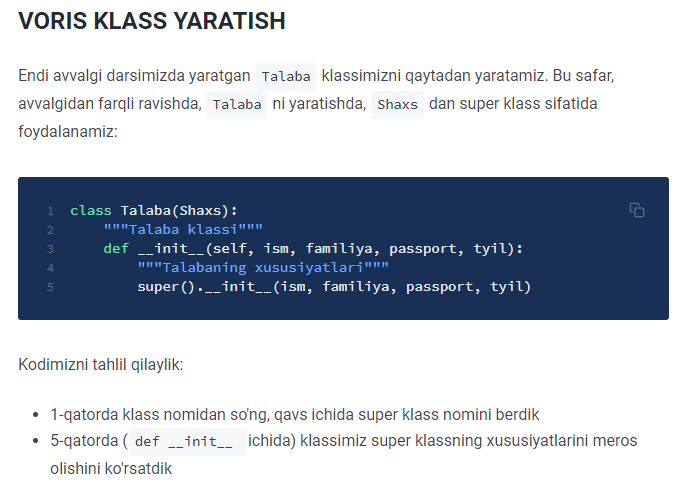 VORIS KLASS YARATISH
Endi avvalgi darsimizda yaratgan Talaba klassimizni qaytadan yaratamiz. Bu safar,
avvalgidan farqli ravishda, Talaba ni yaratishda, Shaxs dan super klass sifatida
foydalanamiz:
1 class Talaba(Shaxs):
2     """Talaba klassi"""
3     def __init__(self, ism, familiya, passport, tyil):
4         """Talabaning xususiyatlari"""
5         super().__init__(ism, familiya, passport, tyil)
Kodimizni tahlil qilaylik:
• 1-qatorda klass nomidan so'ng, qavs ichida super klass nomini berdik
• 5-qatorda ( def __init__ ichida) klassimiz super klassning xususiyatlarini meros
olishini ko'rsatdik